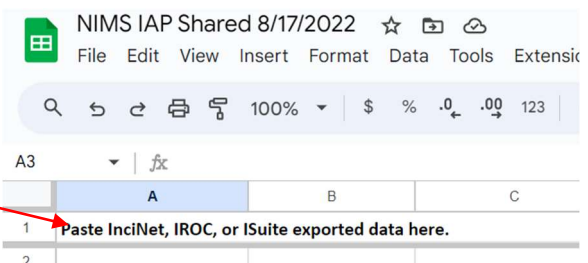 NIMS IAP Shared 8/17/2022
File Edit View Insert Format Data Tools
100% $ % .0 .00 123
A3 fx
A B C
1 Paste InciNet, IROC, or ISuite exported data here.
2